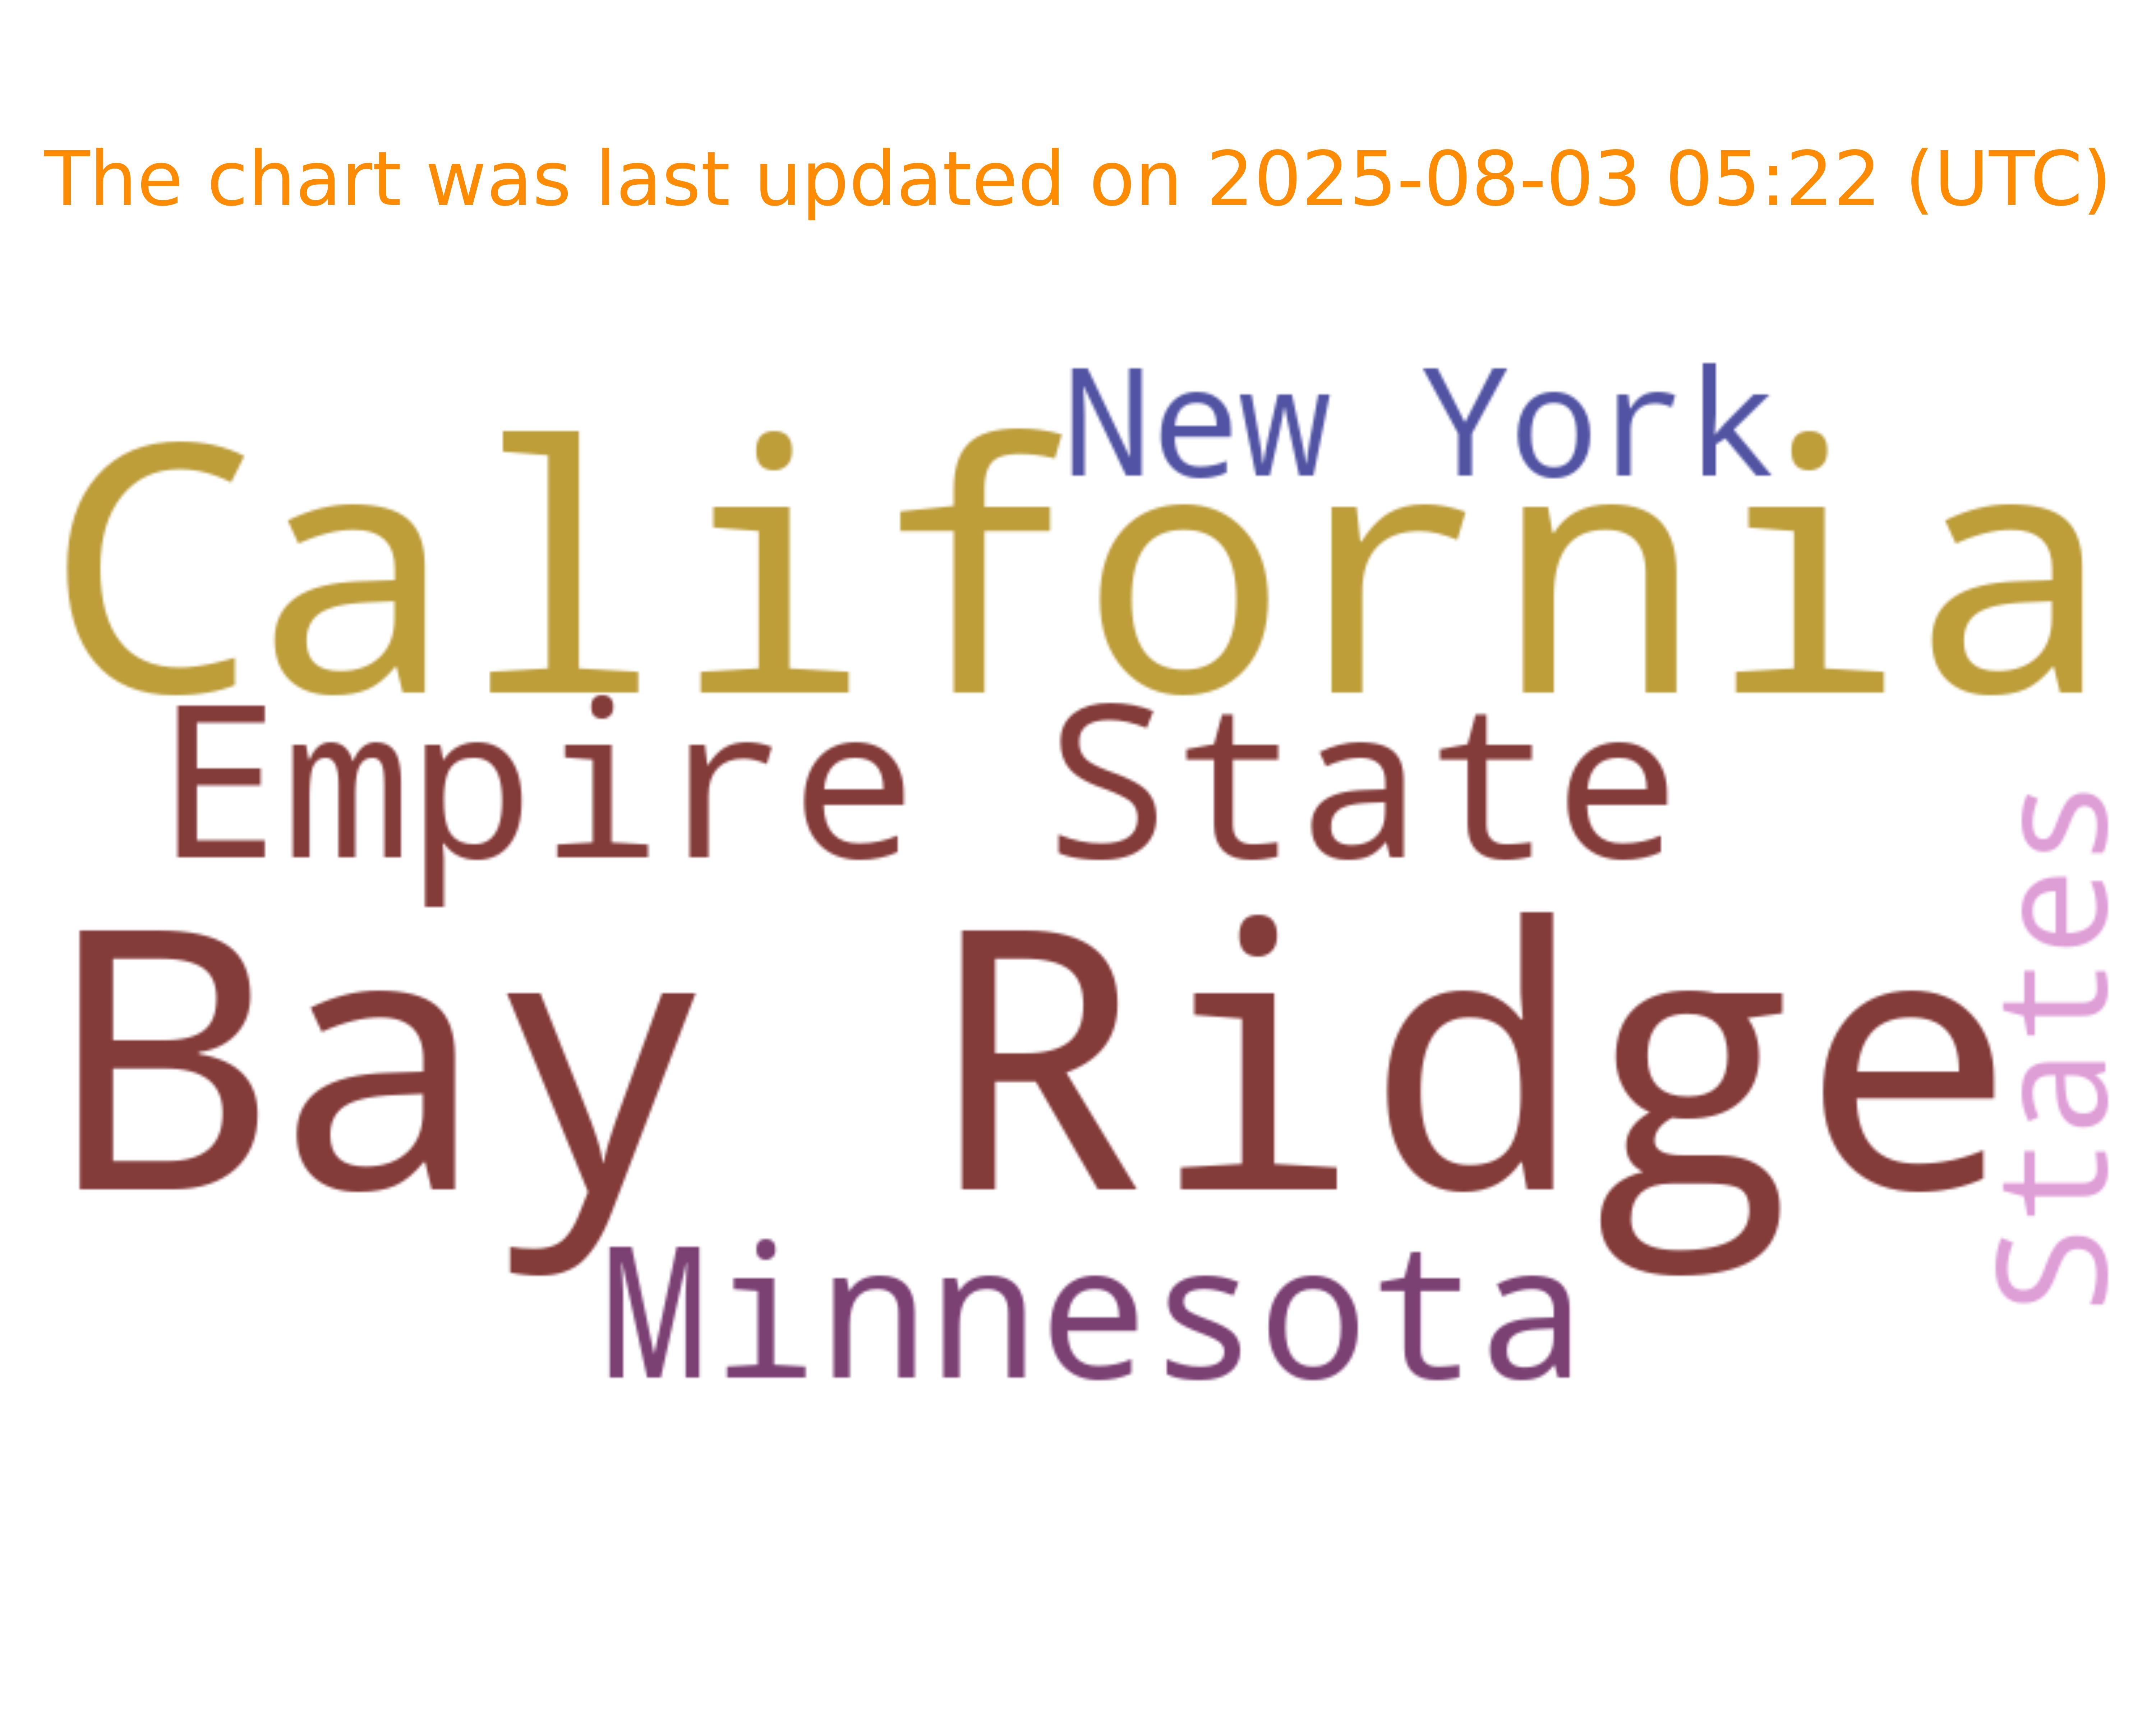 The chart was last updated on 2025-08-03 05:22 (UTC)
New York
California
Empire State
States
Bay Ridge
Minnesota